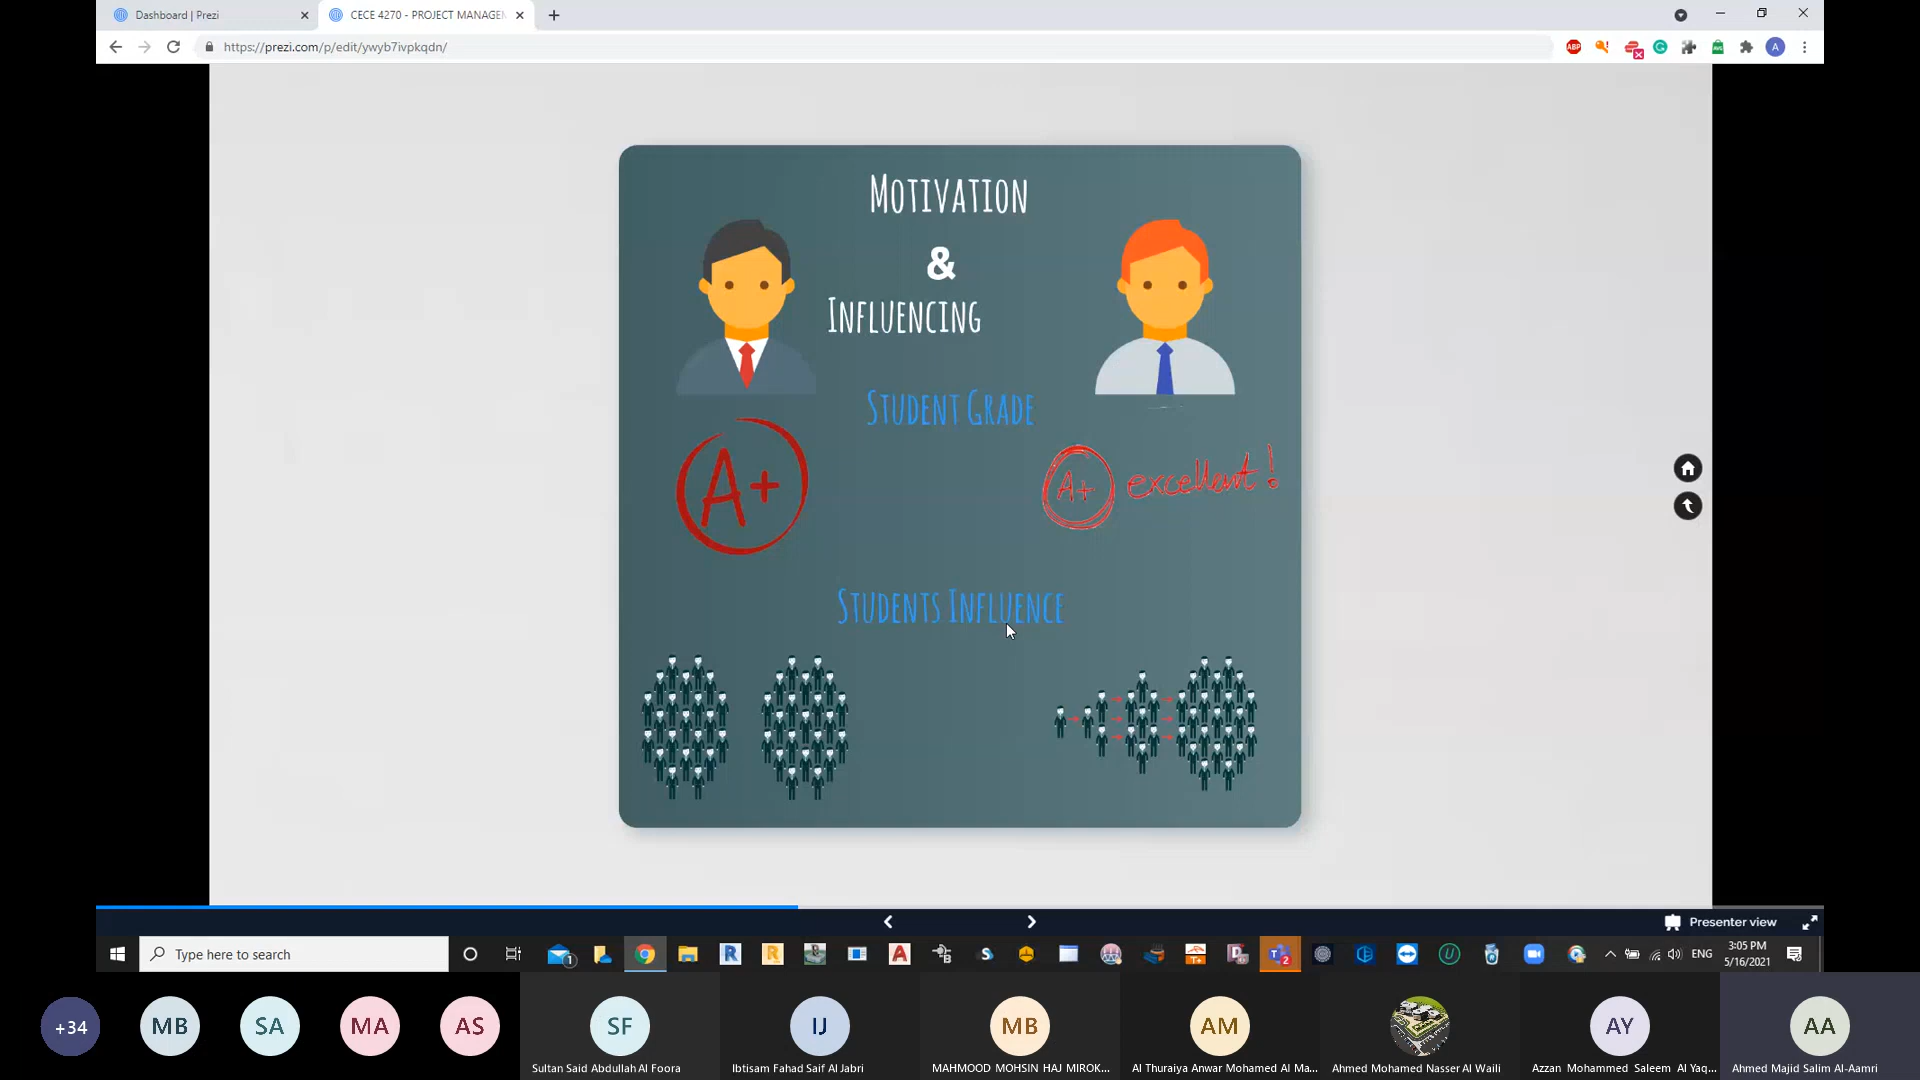 Dashboard | Prezi
CECE 4270 - PROJECT MANAGEM
https://prezi.com/p/edit/ywyb7ivpkqdn/
ABP
A
MOTIVATION
&
INFLUENCING
STUDENT GRADE
A+
A+ excellent!
STUDENTS INFLUENCE
Presenter view
Type here to search
ENG
3:05 PM
5/16/2021
+34
MB
SA
MA
AS
SF
IJ
MB
AM
AY
AA
Sultan Said Abdullah Al Foora
Ibtisam Fahad Saif Al Jabri
MAHMOOD MOHSIN HAJ MIROK...
Al Thuraiya Anwar Mohamed Al Ma...
Ahmed Mohamed Nasser Al Waili
Azzan Mohammed Saleem Al Yaq...
Ahmed Majid Salim Al-Aamri